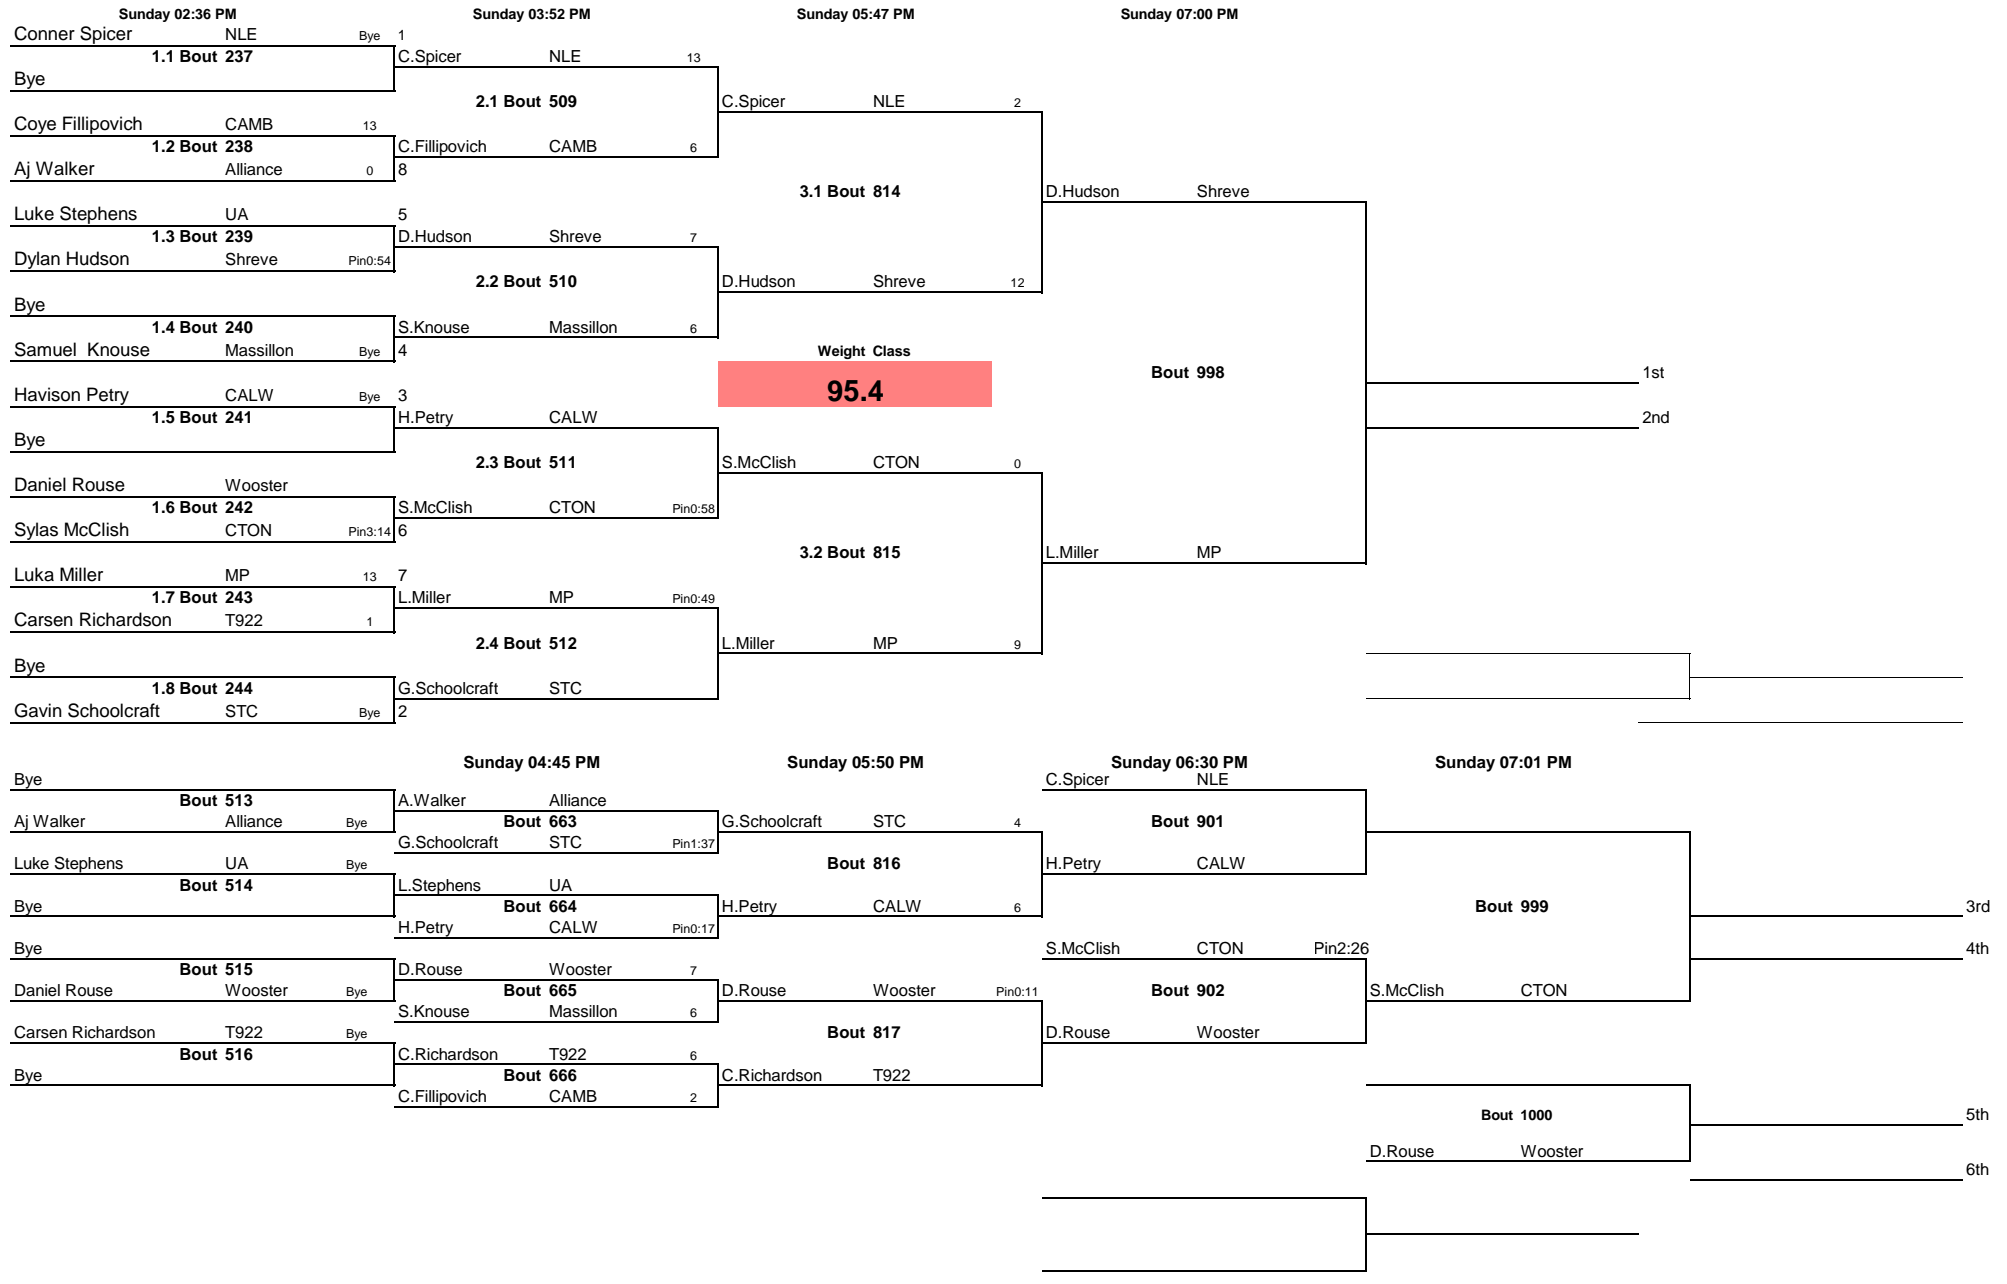 Sunday 02:36 PM Sunday 03:52 PM Sunday 05:47 PM Sunday 07:00 PM
Conner Spicer NLE Bye 1
1.1 Bout 237 C.Spicer NLE 13
Bye
2.1 Bout 509 C.Spicer NLE 2
Coye Fillipovich CAMB 13
1.2 Bout 238 C.Fillipovich CAMB 6
Aj Walker Alliance 0 8
3.1 Bout 814 D.Hudson Shreve
Luke Stephens UA 5
1.3 Bout 239 D.Hudson Shreve 7
Dylan Hudson Shreve Pin0:54
2.2 Bout 510 D.Hudson Shreve 12
Bye
1.4 Bout 240 S.Knouse Massillon 6
Samuel Knouse Massillon Bye 4 Weight Class
Bout 998 1st
95.4
Havison Petry CALW Bye 3
1.5 Bout 241 H.Petry CALW 2nd
Bye
2.3 Bout 511 S.McClish CTON 0
Daniel Rouse Wooster
1.6 Bout 242 S.McClish CTON Pin0:58
Sylas McClish CTON Pin3:14 6
3.2 Bout 815 L.Miller MP
Luka Miller MP 13 7
1.7 Bout 243 L.Miller MP Pin0:49
Carsen Richardson T922 1
2.4 Bout 512 L.Miller MP 9
Bye
1.8 Bout 244 G.Schoolcraft STC
Gavin Schoolcraft STC Bye 2
Sunday 04:45 PM Sunday 05:50 PM Sunday 06:30 PM Sunday 07:01 PM
Bye C.Spicer NLE
Bout 513 A.Walker Alliance
Aj Walker Alliance Bye Bout 663 G.Schoolcraft STC 4 Bout 901
G.Schoolcraft STC Pin1:37
Luke Stephens UA Bye Bout 816 H.Petry CALW
Bout 514 L.Stephens UA
Bye Bout 664 H.Petry CALW 6 Bout 999 3rd
H.Petry CALW Pin0:17
Bye S.McClish CTON Pin2:26 4th
Bout 515 D.Rouse Wooster 7
Daniel Rouse Wooster Bye Bout 665 D.Rouse Wooster Pin0:11 Bout 902 S.McClish CTON
S.Knouse Massillon 6
Carsen Richardson T922 Bye Bout 817 D.Rouse Wooster
Bout 516 C.Richardson T922 6
Bye Bout 666 C.Richardson T922
C.Fillipovich CAMB 2
Bout 1000 5th
D.Rouse Wooster
6th